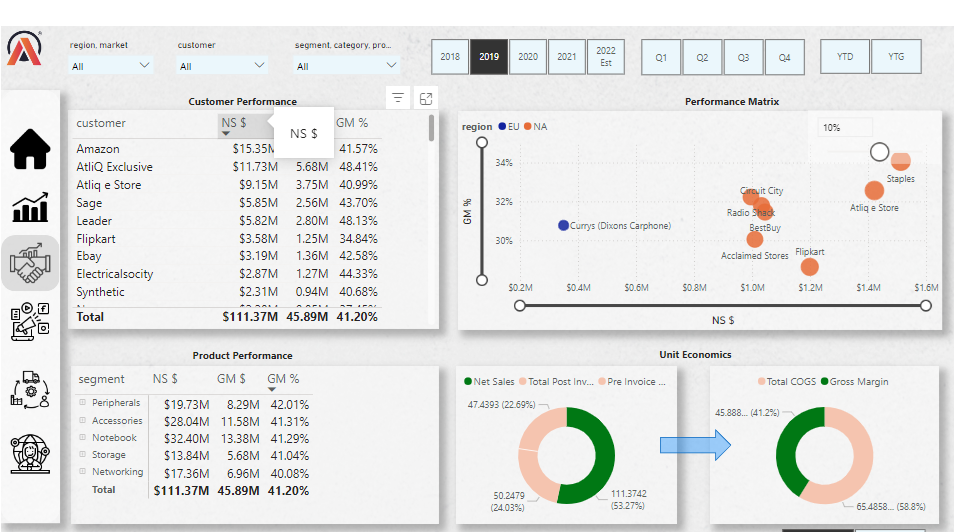 region, market
customer
segment, category, pro...
All
All
All
2018
2019
2020
2021
2022
Est
Q1
Q2
Q3
Q4
YTD
YTG
Customer Performance
customer NS $ GM %
NS $
Amazon $15.35M 41.57%
AtliQ Exclusive $11.73M 5.68M 48.41%
Atliq e Store $9.15M 3.75M 40.99%
Sage $5.85M 2.56M 43.70%
Leader $5.82M 2.80M 48.13%
Flipkart $3.58M 1.25M 34.84%
Ebay $3.19M 1.36M 42.58%
Electricalsocity $2.87M 1.27M 44.33%
Synthetic $2.31M 0.94M 40.68%
Total $111.37M 45.89M 41.20%
Performance Matrix
region EU NA
10%
GM %
34%
32%
30%
Staples
Circuit City
Atliq e Store
Radio Shack
Currys (Dixons Carphone)
BestBuy
Acclaimed Stores
Flipkart
$0.2M $0.4M $0.6M $0.8M $1.0M $1.2M $1.4M $1.6M
NS $
Product Performance
segment NS $ GM $ GM %
Peripherals $19.73M 8.29M 42.01%
Accessories $28.04M 11.58M 41.31%
Notebook $32.40M 13.38M 41.29%
Storage $13.84M 5.68M 41.04%
Networking $17.36M 6.96M 40.08%
Total $111.37M 45.89M 41.20%
Unit Economics
Net Sales Total Post Inv... Pre Invoice ...
47.4393 (22.69%)
50.2479
(24.03%)
111.3742
(53.27%)
Total COGS Gross Margin
45.888... (41.2%)
65.4858... (58.8%)